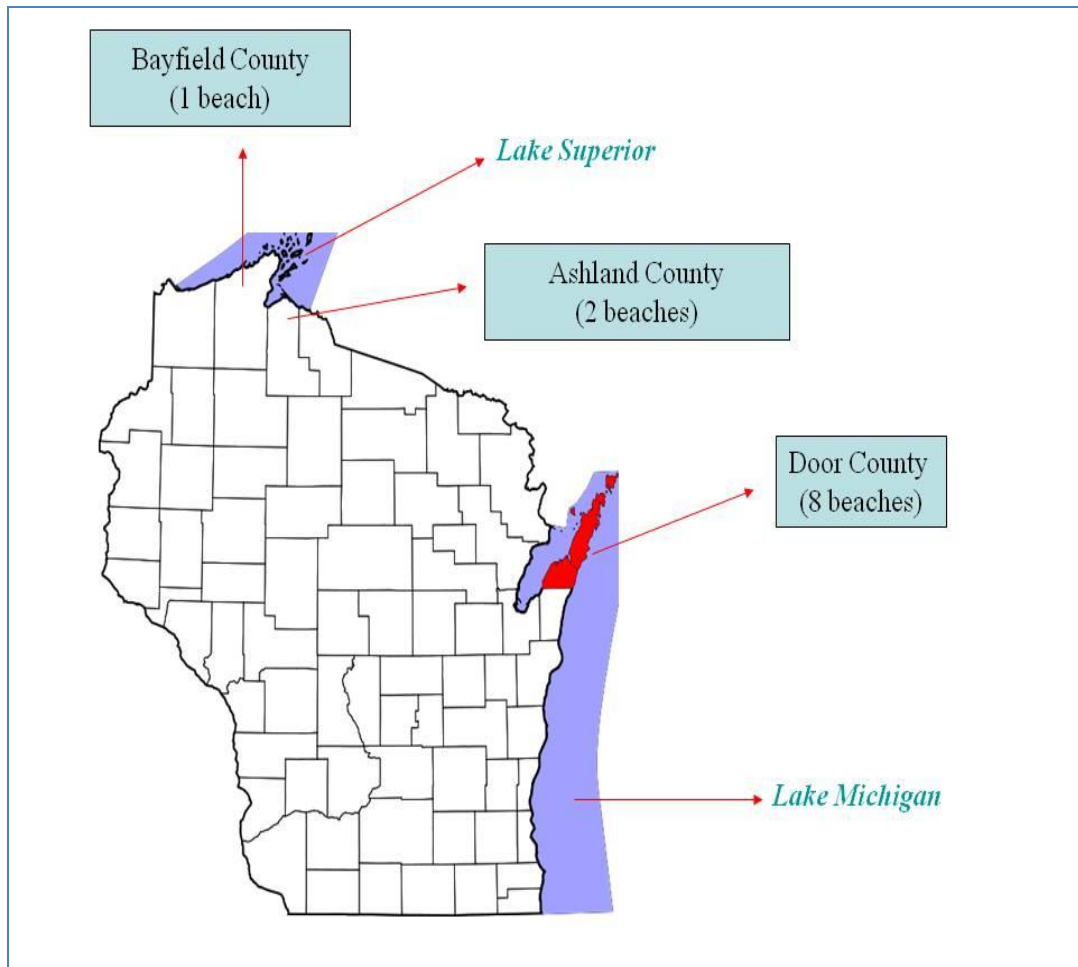 Bayfield County
(1 beach)
Lake Superior
Ashland County
(2 beaches)
Door County
(8 beaches)
Lake Michigan